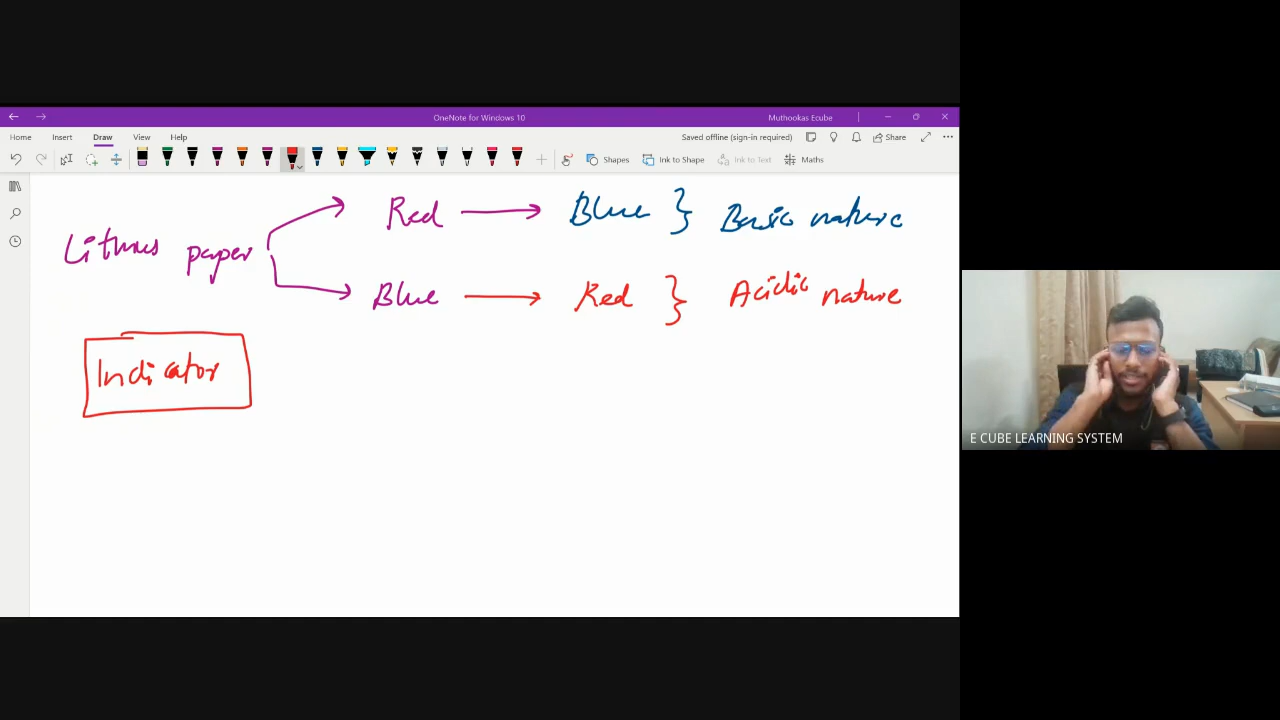 OneNote for Windows 10
Muthookas Ecube
Home Insert Draw View Help
Saved offline (sign-in required) Share
Shapes Ink to Shape Ink to Text Maths
Red → Blue } Basic nature
Litmus paper
Blue → Red } Acidic nature
Indicator
E CUBE LEARNING SYSTEM